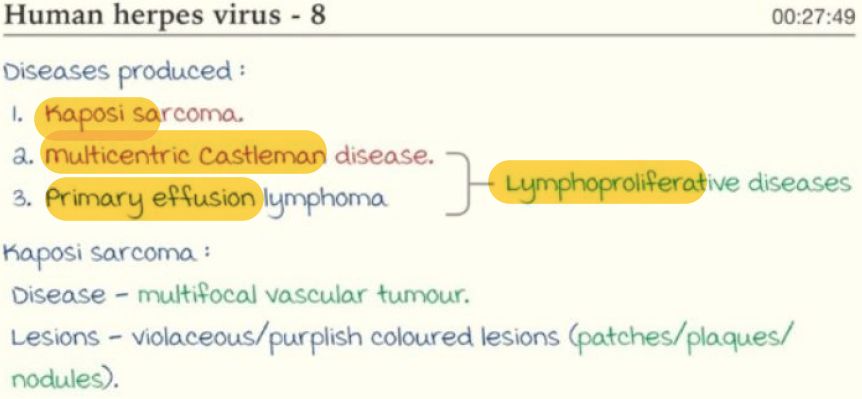 Human herpes virus - 8 00:27:49
Diseases produced :
1. Kaposi sarcoma.
2. multicentric Castleman disease.
3. Primary effusion lymphoma
Lymphoproliferative diseases
Kaposi sarcoma :
Disease - multifocal vascular tumour.
Lesions - violaceous/purplish coloured lesions (patches/plaques/
nodules).